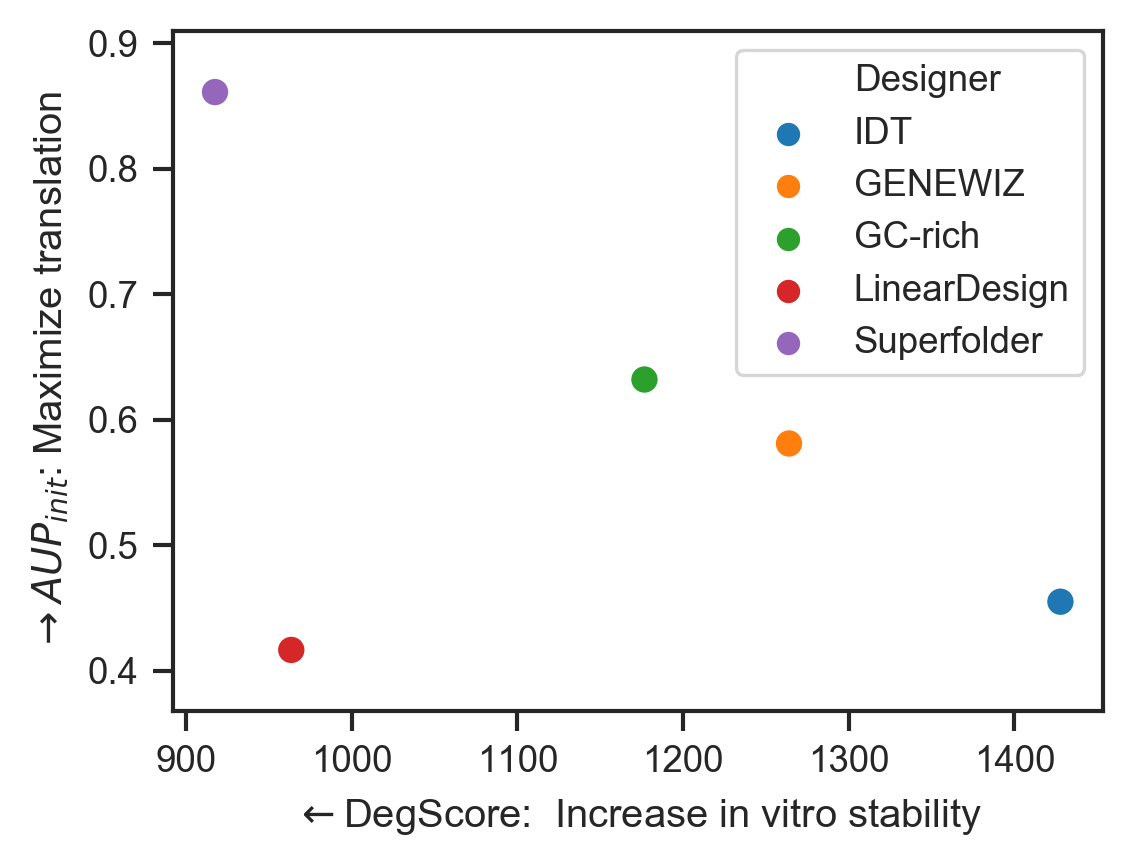 → AUP_init: Maximize translation
0.9
0.8
0.7
0.6
0.5
0.4
Designer
IDT
GENEWIZ
GC-rich
LinearDesign
Superfolder
900 1000 1100 1200 1300 1400
← DegScore:  Increase in vitro stability